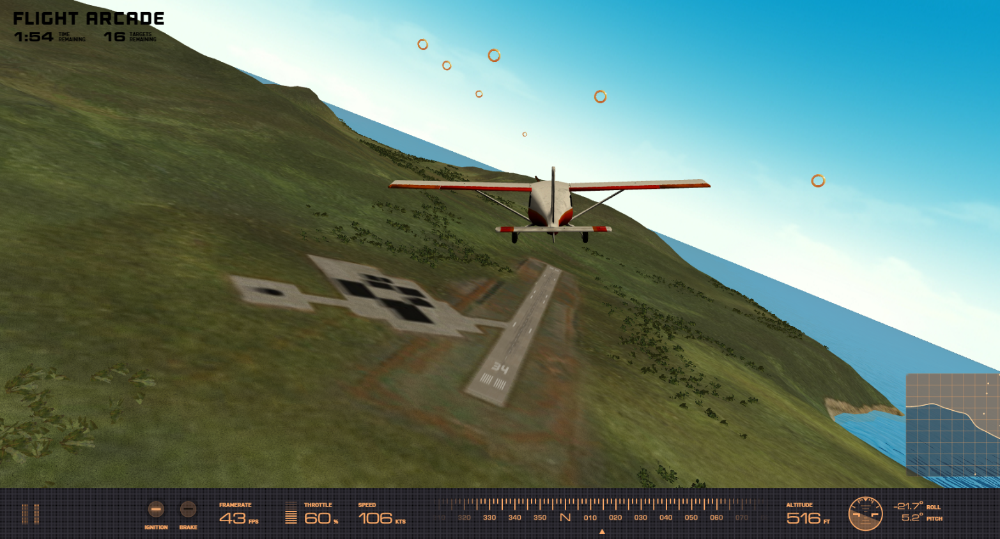 FLIGHT ARCADE
1:54 TIME REMAINING 16 TARGETS REMAINING
34
IGNITION BRAKE FRAMERATE 43 FPS THROTTLE 60 % SPEED 106 KTS 320 330 340 350 N 010 020 030 040 050 060 070 ALTITUDE 516 FT -21.7° ROLL
5.2° PITCH